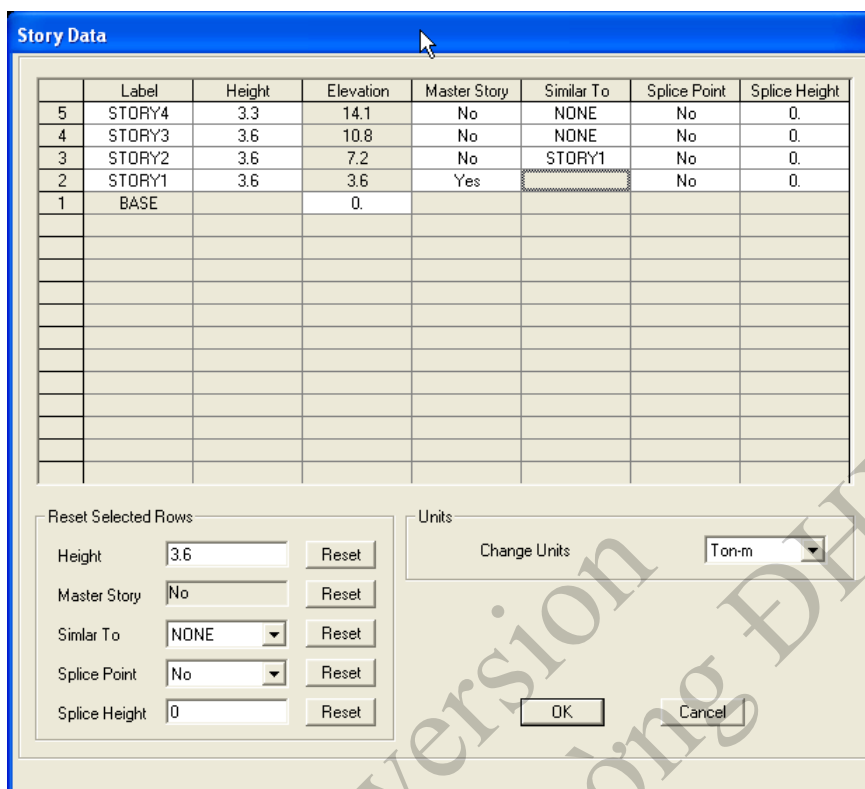 Story Data
Label Height Elevation Master Story Similar To Splice Point Splice Height
5 STORY4 3.3 14.1 No NONE No 0.
4 STORY3 3.6 10.8 No NONE No 0.
3 STORY2 3.6 7.2 No STORY1 No 0.
2 STORY1 3.6 3.6 Yes No 0.
1 BASE 0.
Reset Selected Rows
Height 3.6 Reset
Master Story No Reset
Simlar To NONE Reset
Splice Point No Reset
Splice Height 0 Reset
Units
Change Units Ton-m
OK Cancel